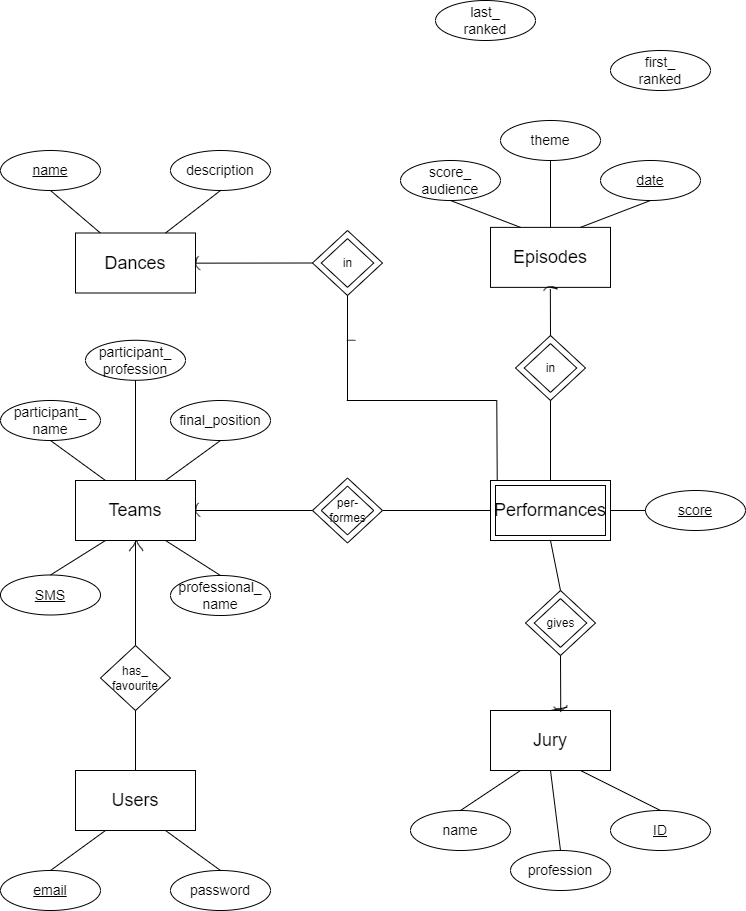 last_
ranked
first_
ranked
theme
name
description
score_
audience
date
Dances
in
Episodes
participant_
profession
in
participant_
name
final_position
Teams
per-
formes
Performances
score
SMS
professional_
name
gives
has_
favourite
Jury
Users
name
ID
profession
email
password